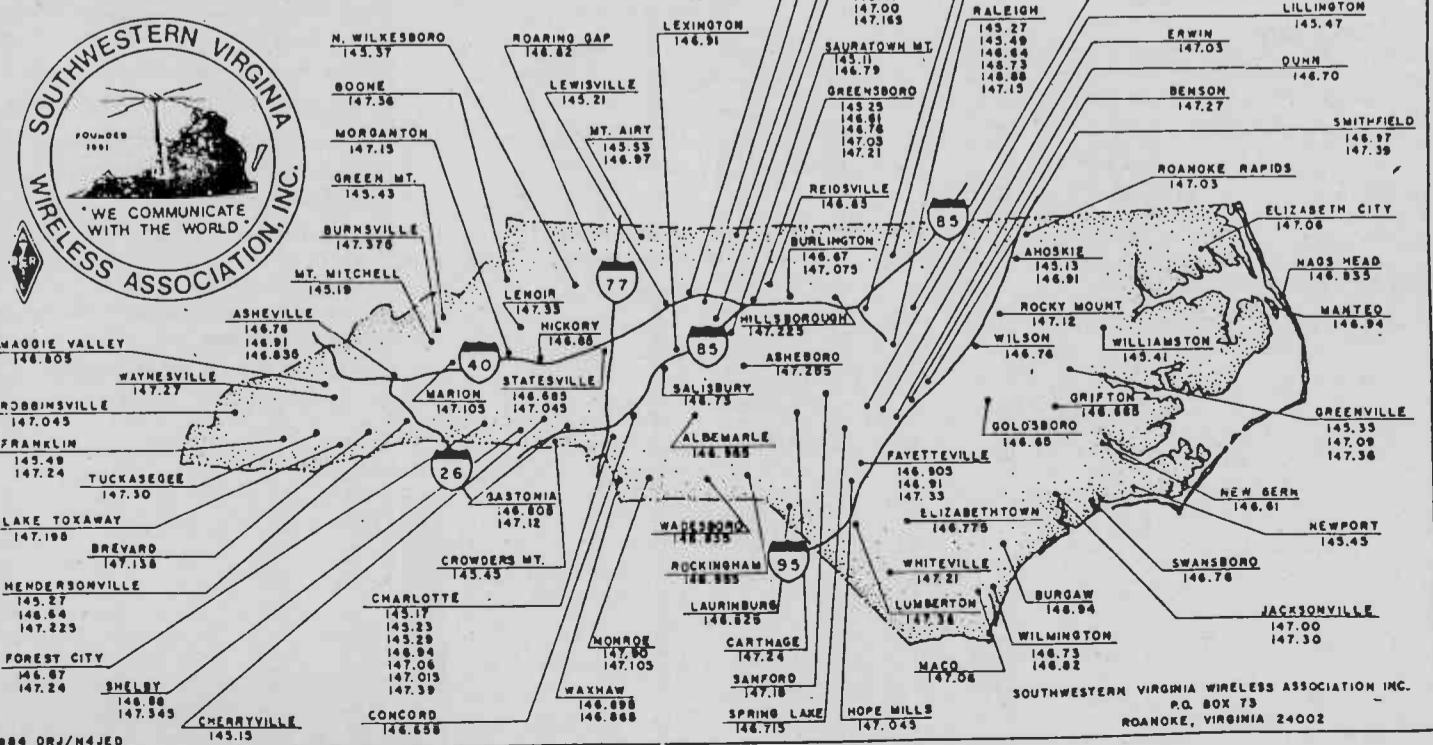 SOUTHWESTERN VIRGINIA
WIRELESS ASSOCIATION, INC.
FOUNDED
"WE COMMUNICATE
WITH THE WORLD"
N. WILKESBORO
145.37
BOONE
147.36
MORGANTON
147.15
GREEN MT.
145.43
BURNSVILLE
147.375
MT. MITCHELL
145.19
ASHEVILLE
146.76
146.91
146.835
MAGGIE VALLEY
146.805
WAYNESVILLE
147.27
ROBBINSVILLE
147.045
FRANKLIN
145.49
147.24
TUCKASEGEE
147.30
LAKE TOXAWAY
147.195
BREVARD
147.135
HENDERSONVILLE
145.27
146.64
147.225
FOREST CITY
146.67
147.24
SHELBY
146.88
147.345
CHERRYVILLE
145.15
ROARING GAP
146.82
LEWISVILLE
145.21
MT. AIRY
145.53
146.97
LEXINGTON
146.91
147.00
147.165
SAURATOWN MT.
145.11
146.79
GREENSBORO
145.25
146.61
146.76
147.03
147.21
REIDSVILLE
146.85
BURLINGTON
146.67
147.075
RALEIGH
145.27
145.49
146.64
146.73
146.88
147.15
LILLINGTON
145.47
ERWIN
147.03
DUNN
146.70
BENSON
147.27
SMITHFIELD
146.97
147.39
ROANOKE RAPIDS
147.03
ELIZABETH CITY
147.06
NAGS HEAD
146.835
MANTEO
146.94
AHOSKIE
145.13
146.91
ROCKY MOUNT
147.12
WILSON
146.76
WILLIAMSTON
145.41
GRIFTON
146.685
GOLDSBORO
146.85
GREENVILLE
145.35
147.09
147.36
NEW BERN
146.61
NEWPORT
145.45
SWANSBORO
146.76
JACKSONVILLE
147.00
147.30
77
85
40
85
26
95
LENOIR
147.33
HICKORY
146.85
HILLSBOROUGH
147.225
ASHEBORO
147.255
MARION
147.105
STATESVILLE
146.685
147.045
SALISBURY
146.73
ALBEMARLE
146.985
GASTONIA
146.805
147.12
CROWDERS MT.
145.45
CHARLOTTE
145.17
145.23
145.29
146.94
147.06
147.015
147.39
CONCORD
146.655
MONROE
147.90
147.105
WAXHAW
146.895
146.865
WADESBORO
ROCKINGHAM
LAURINBURG
146.625
CARTHAGE
147.24
SANFORD
147.18
SPRING LAKE
146.715
HOPE MILLS
147.045
FAYETTEVILLE
146.905
146.91
147.33
ELIZABETHTOWN
146.775
WHITEVILLE
147.21
LUMBERTON
147.36
BURGAW
146.94
WILMINGTON
146.73
146.82
MACO
147.06
SOUTHWESTERN VIRGINIA WIRELESS ASSOCIATION INC.
P.O. BOX 73
ROANOKE, VIRGINIA 24002
984 DRJ/N4JED